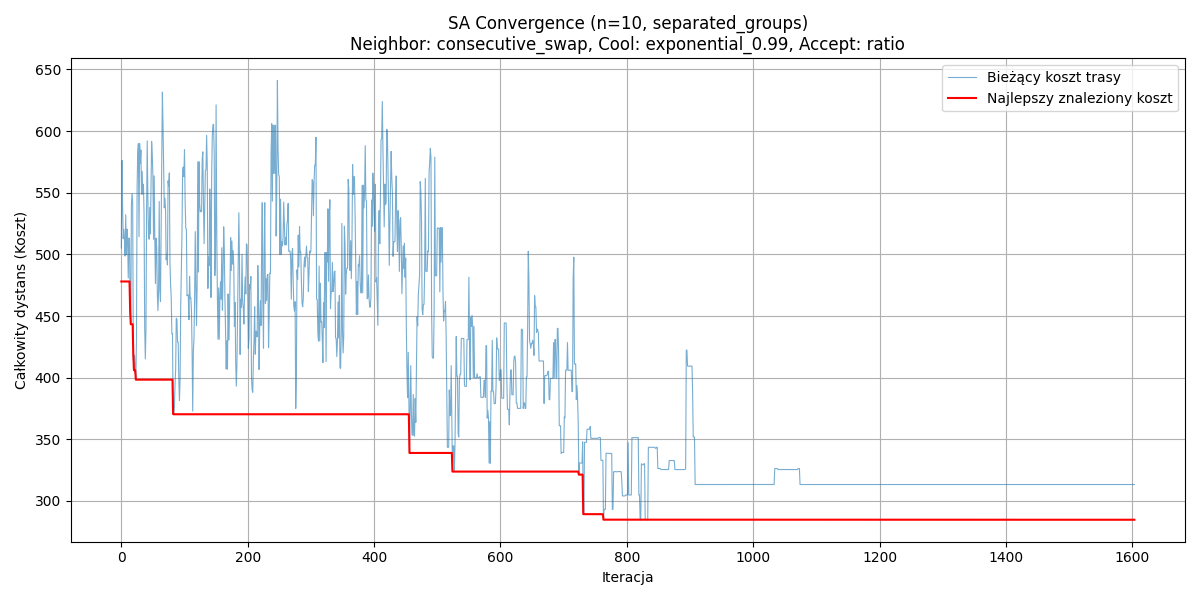 SA Convergence (n=10, separated_groups)
Neighbor: consecutive_swap, Cool: exponential_0.99, Accept: ratio
Bieżący koszt trasy
Najlepszy znaleziony koszt
Całkowity dystans (Koszt)
650
600
550
500
450
400
350
300
0 200 400 600 800 1000 1200 1400 1600
Iteracja